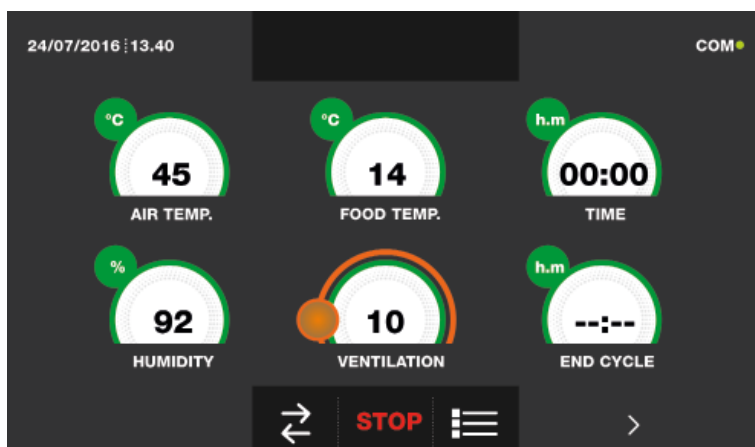 24/07/2016 13.40
COM
°C
45
AIR TEMP.
°C
14
FOOD TEMP.
h.m
00:00
TIME
%
92
HUMIDITY
10
VENTILATION
h.m
--:--
END CYCLE
STOP